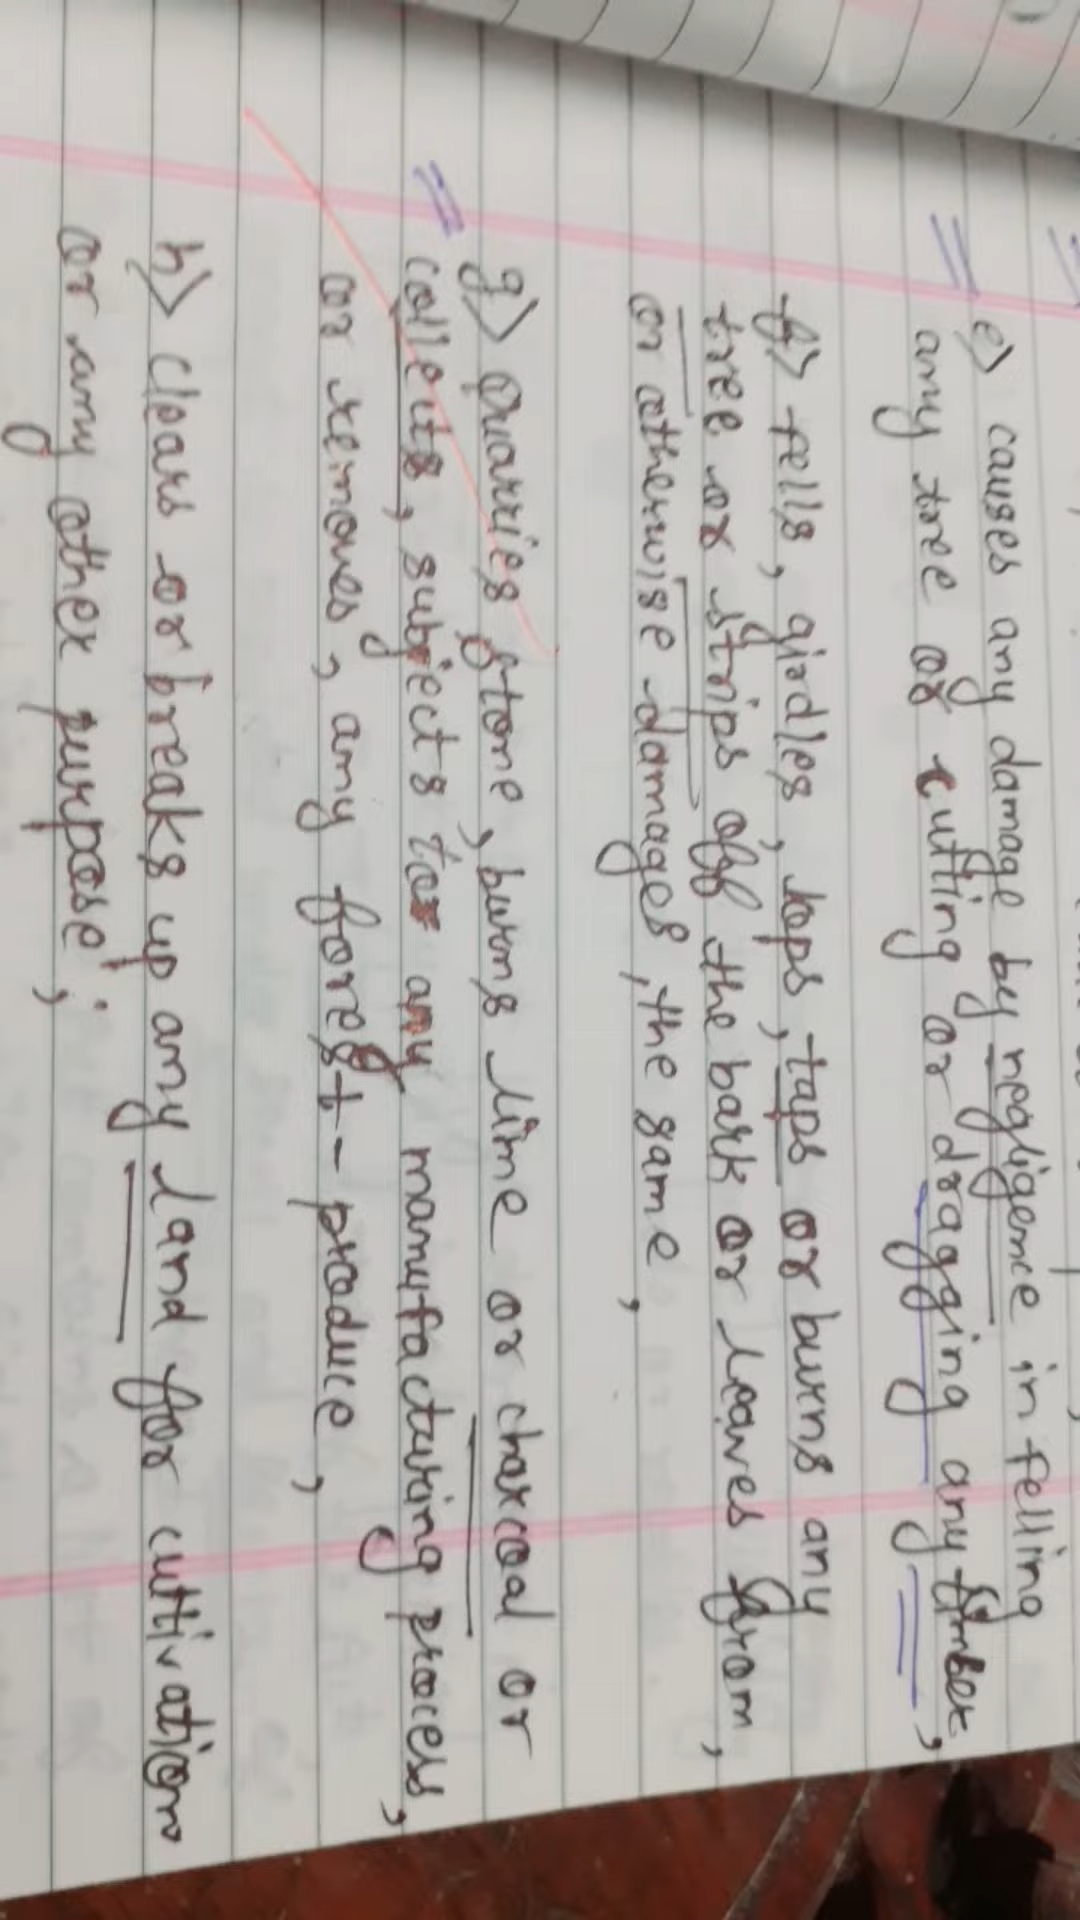 e> causes any damage by negligence in felling
any tree or cutting or dragging any timber,
f> fells, girdles, lops, taps or burns any
tree or strips off the bark or leaves from,
or otherwise damages, the same,
g> quarries stone, burns lime or charcoal or
collects, subjects to any manufacturing process,
or removes, any forest-produce,
h> clears or breaks up any land for cultivation
or any other purpose;